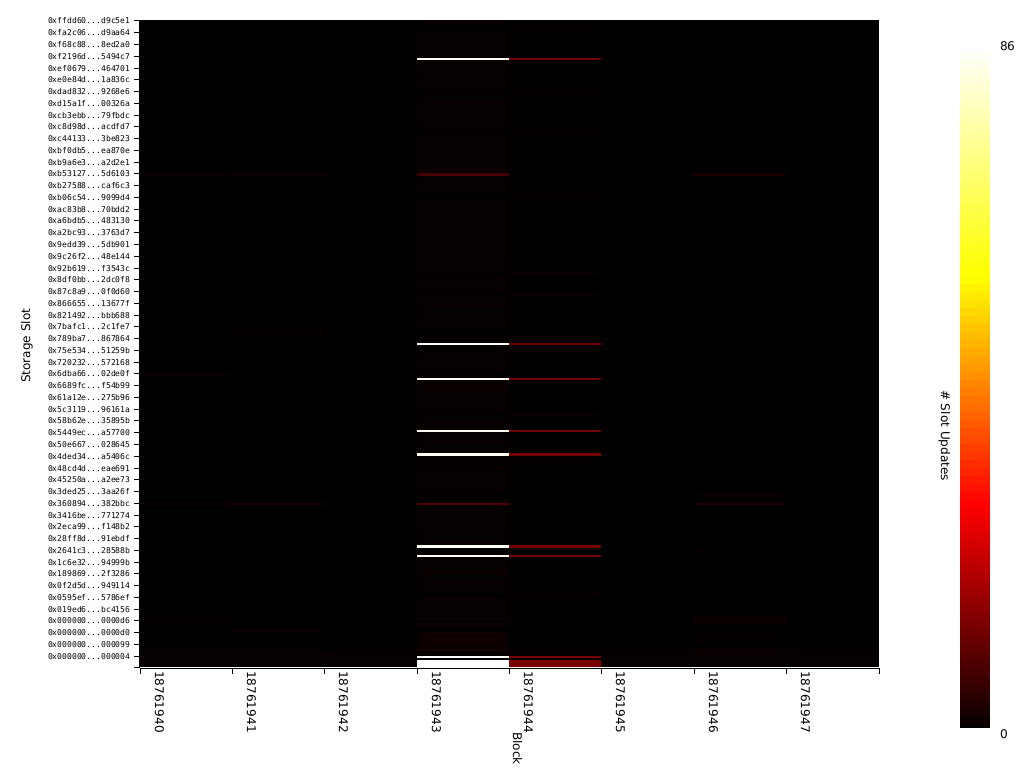 0xffdd60...d9c5e1
0xfa2c06...d9aa64
0xf68c88...8ed2a0
0xf2196d...5494c7
0xef0679...464701
0xe0e84d...1a836c
0xdad832...9268e6
0xd15a1f...00326a
0xcb3ebb...79fbdc
0xc8d98d...acdfd7
0xc44133...3be823
0xbf0db5...ea870e
0xb9a6e3...a2d2e1
0xb53127...5d6103
0xb27588...caf6c3
0xb06c54...9099d4
0xac83b8...70bdd2
0xa6bdb5...483130
0xa2bc93...3763d7
0x9edd39...5db901
0x9c26f2...48e144
0x92b619...f3543c
0x8df0bb...2dc0f8
0x87c8a9...0f0d60
0x866655...13677f
0x821492...bbb688
0x7bafc1...2c1fe7
0x789ba7...867864
0x75e534...51259b
0x720232...572168
0x6dba66...02de0f
0x6689fc...f54b99
0x61a12e...275b96
0x5c3119...96161a
0x58b62e...35895b
0x5449ec...a57700
0x50e667...028645
0x4ded34...a5406c
0x48cd4d...eae691
0x45250a...a2ee73
0x3ded25...3aa26f
0x360894...382bbc
0x3416be...771274
0x2eca99...f148b2
0x28ff8d...91ebdf
0x2641c3...28588b
0x1c6e32...94999b
0x189869...2f3286
0x0f2d5d...949114
0x0595ef...5786ef
0x019ed6...bc4156
0x000000...0000d6
0x000000...0000d0
0x000000...000099
0x000000...000004
Storage Slot
18761940
18761941
18761942
18761943
18761944
18761945
18761946
18761947
Block
86
# Slot Updates
0